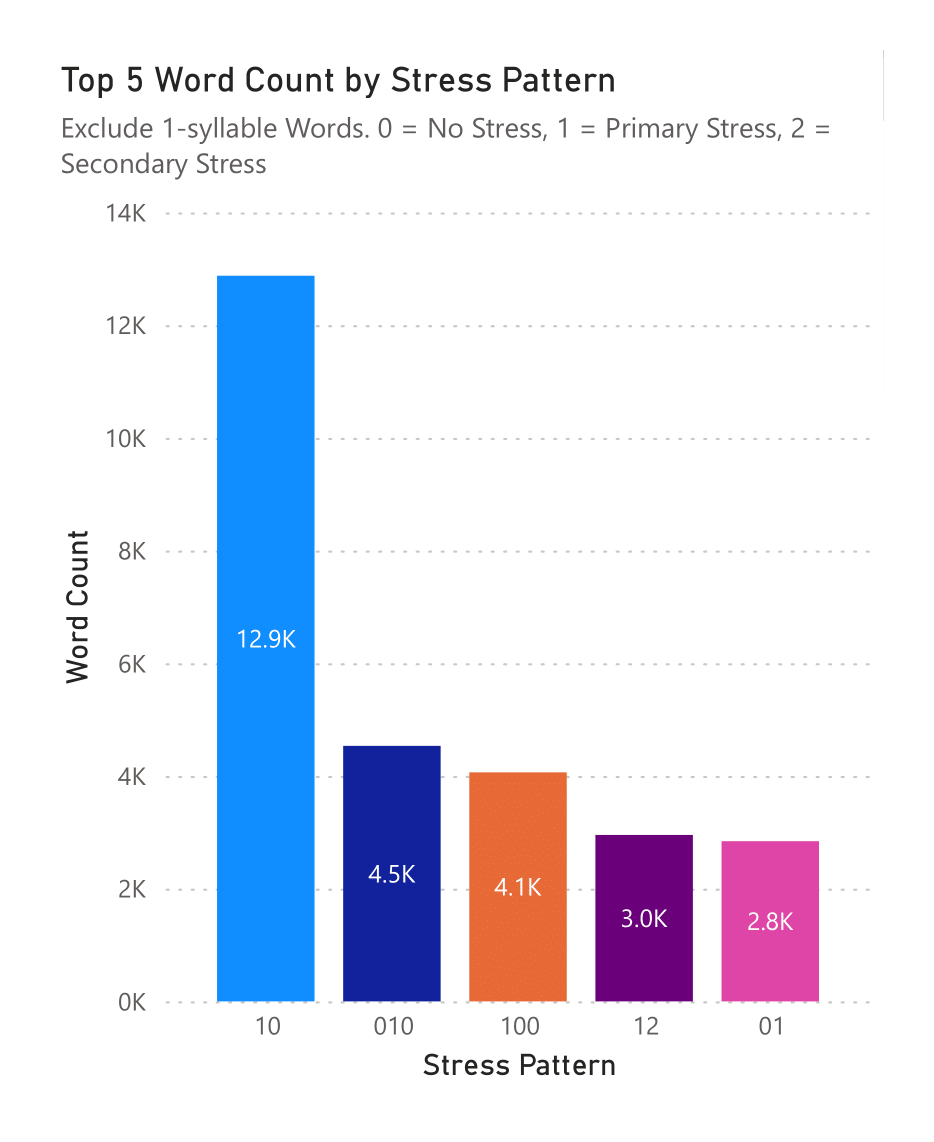 Top 5 Word Count by Stress Pattern
Exclude 1-syllable Words. 0 = No Stress, 1 = Primary Stress, 2 =
Secondary Stress
14K
12K
10K
8K
6K
4K
2K
0K
Word Count
12.9K
4.5K
4.1K
3.0K
2.8K
10
010
100
12
01
Stress Pattern